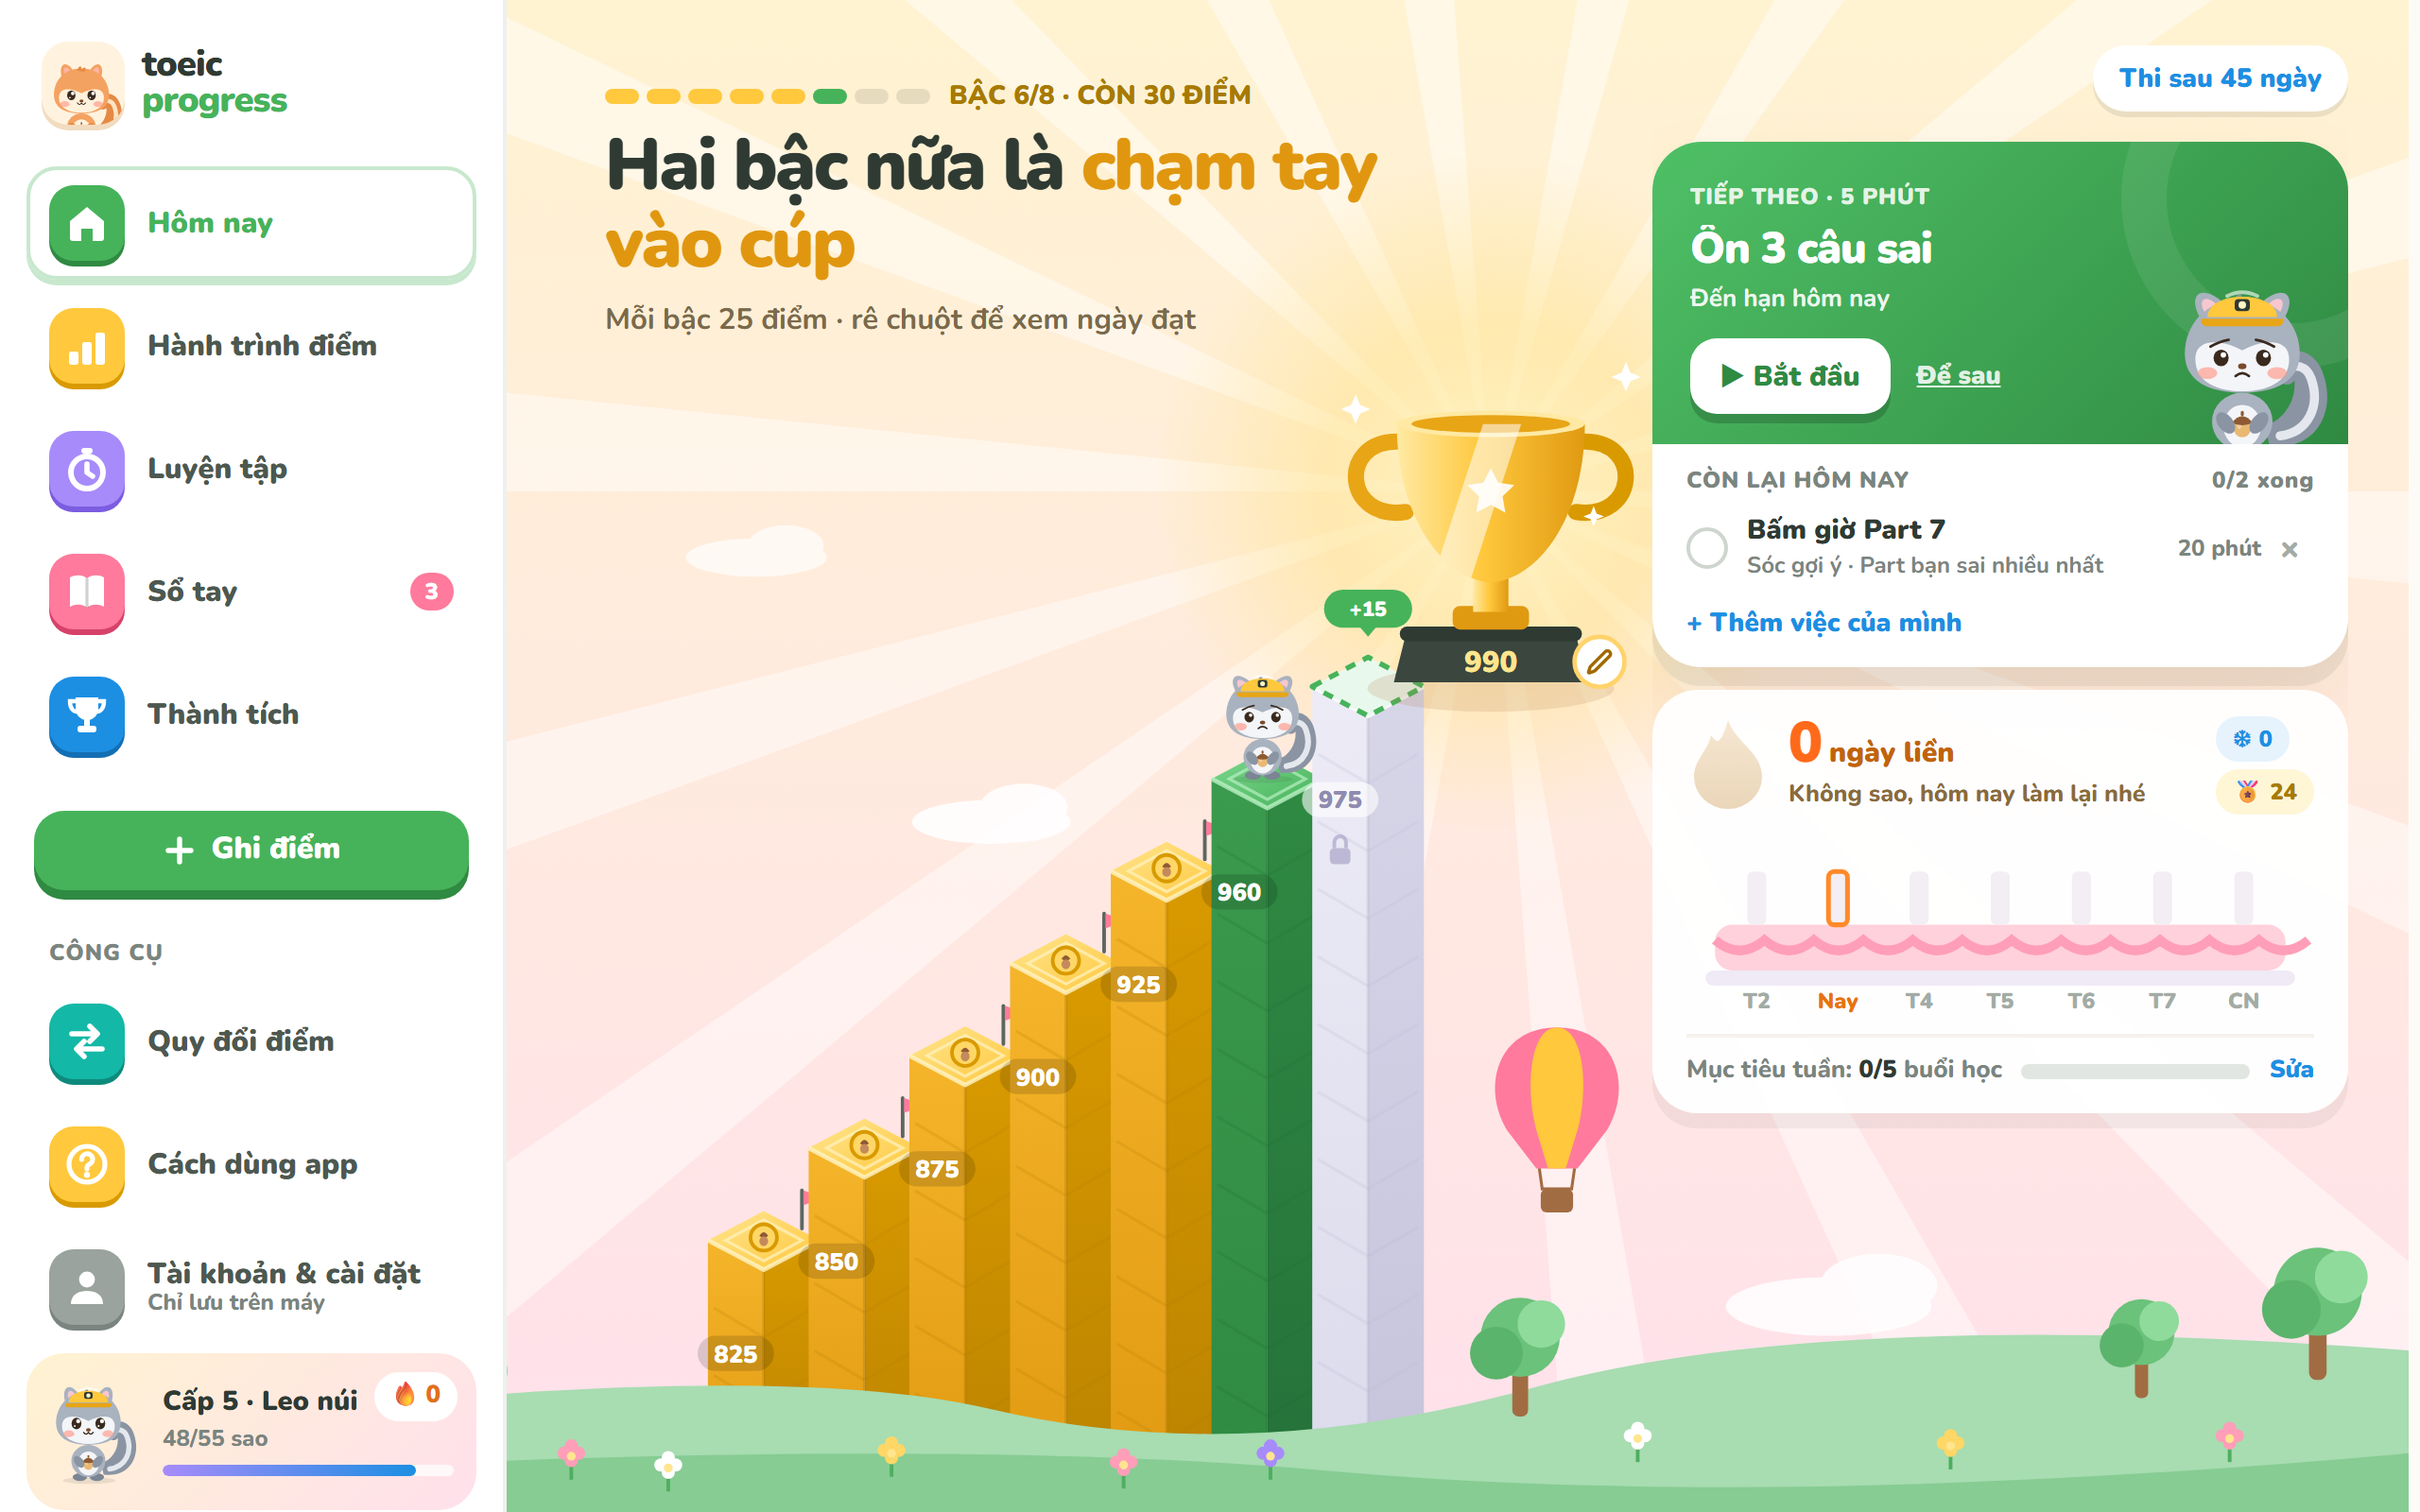 toeic
progress
Hôm nay
Hành trình điểm
Luyện tập
Sổ tay
3
Thành tích
Ghi điểm
CÔNG CỤ
Quy đổi điểm
Cách dùng app
Tài khoản & cài đặt
Chỉ lưu trên máy
Cấp 5 · Leo núi
0
48/55 sao
BẬC 6/8 · CÒN 30 ĐIỂM
Hai bậc nữa là chạm tay
vào cúp
Mỗi bậc 25 điểm · rê chuột để xem ngày đạt
+15
990
975
960
925
900
875
850
825
Thi sau 45 ngày
TIẾP THEO · 5 PHÚT
Ôn 3 câu sai
Đến hạn hôm nay
Bắt đầu
Để sau
CÒN LẠI HÔM NAY
0/2 xong
Bấm giờ Part 7
Sóc gợi ý · Part bạn sai nhiều nhất
20 phút ×
+ Thêm việc của mình
0 ngày liền
Không sao, hôm nay làm lại nhé
0
24
T2 Nay T4 T5 T6 T7 CN
Mục tiêu tuần: 0/5 buổi học
Sửa